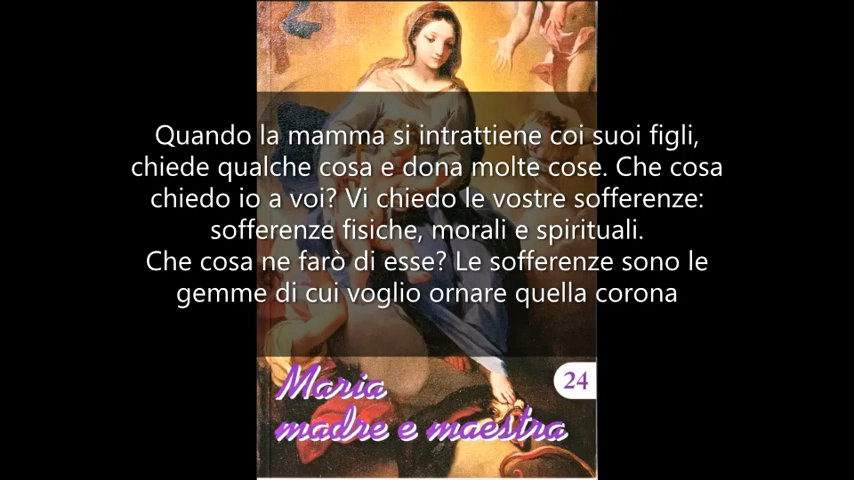 Quando la mamma si intrattiene coi suoi figli,
chiede qualche cosa e dona molte cose. Che cosa
chiedo io a voi? Vi chiedo le vostre sofferenze:
sofferenze fisiche, morali e spirituali.
Che cosa ne farò di esse? Le sofferenze sono le
gemme di cui voglio ornare quella corona
Maria
24
madre e maestra